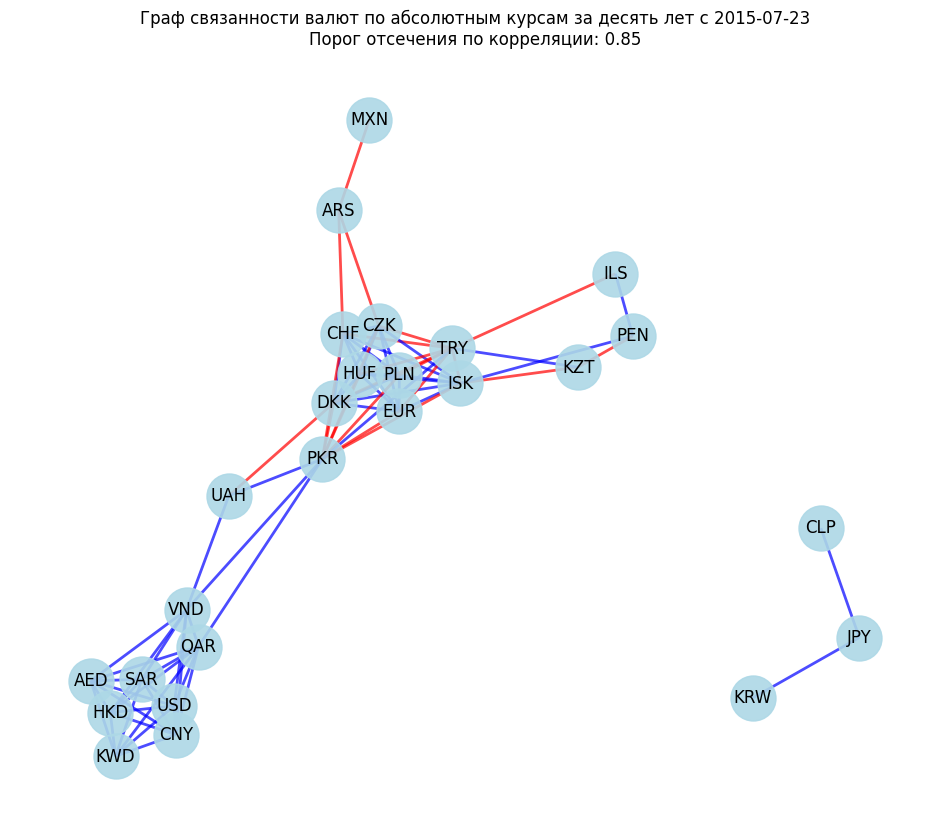 Граф связанности валют по абсолютным курсам за десять лет с 2015-07-23
Порог отсечения по корреляции: 0.85
MXN
ARS
ILS
CZK
CHF
PEN
TRY
KZT
HUF
PLN
ISK
DKK
EUR
PKR
UAH
CLP
VND
JPY
QAR
AED
SAR
KRW
USD
HKD
CNY
KWD